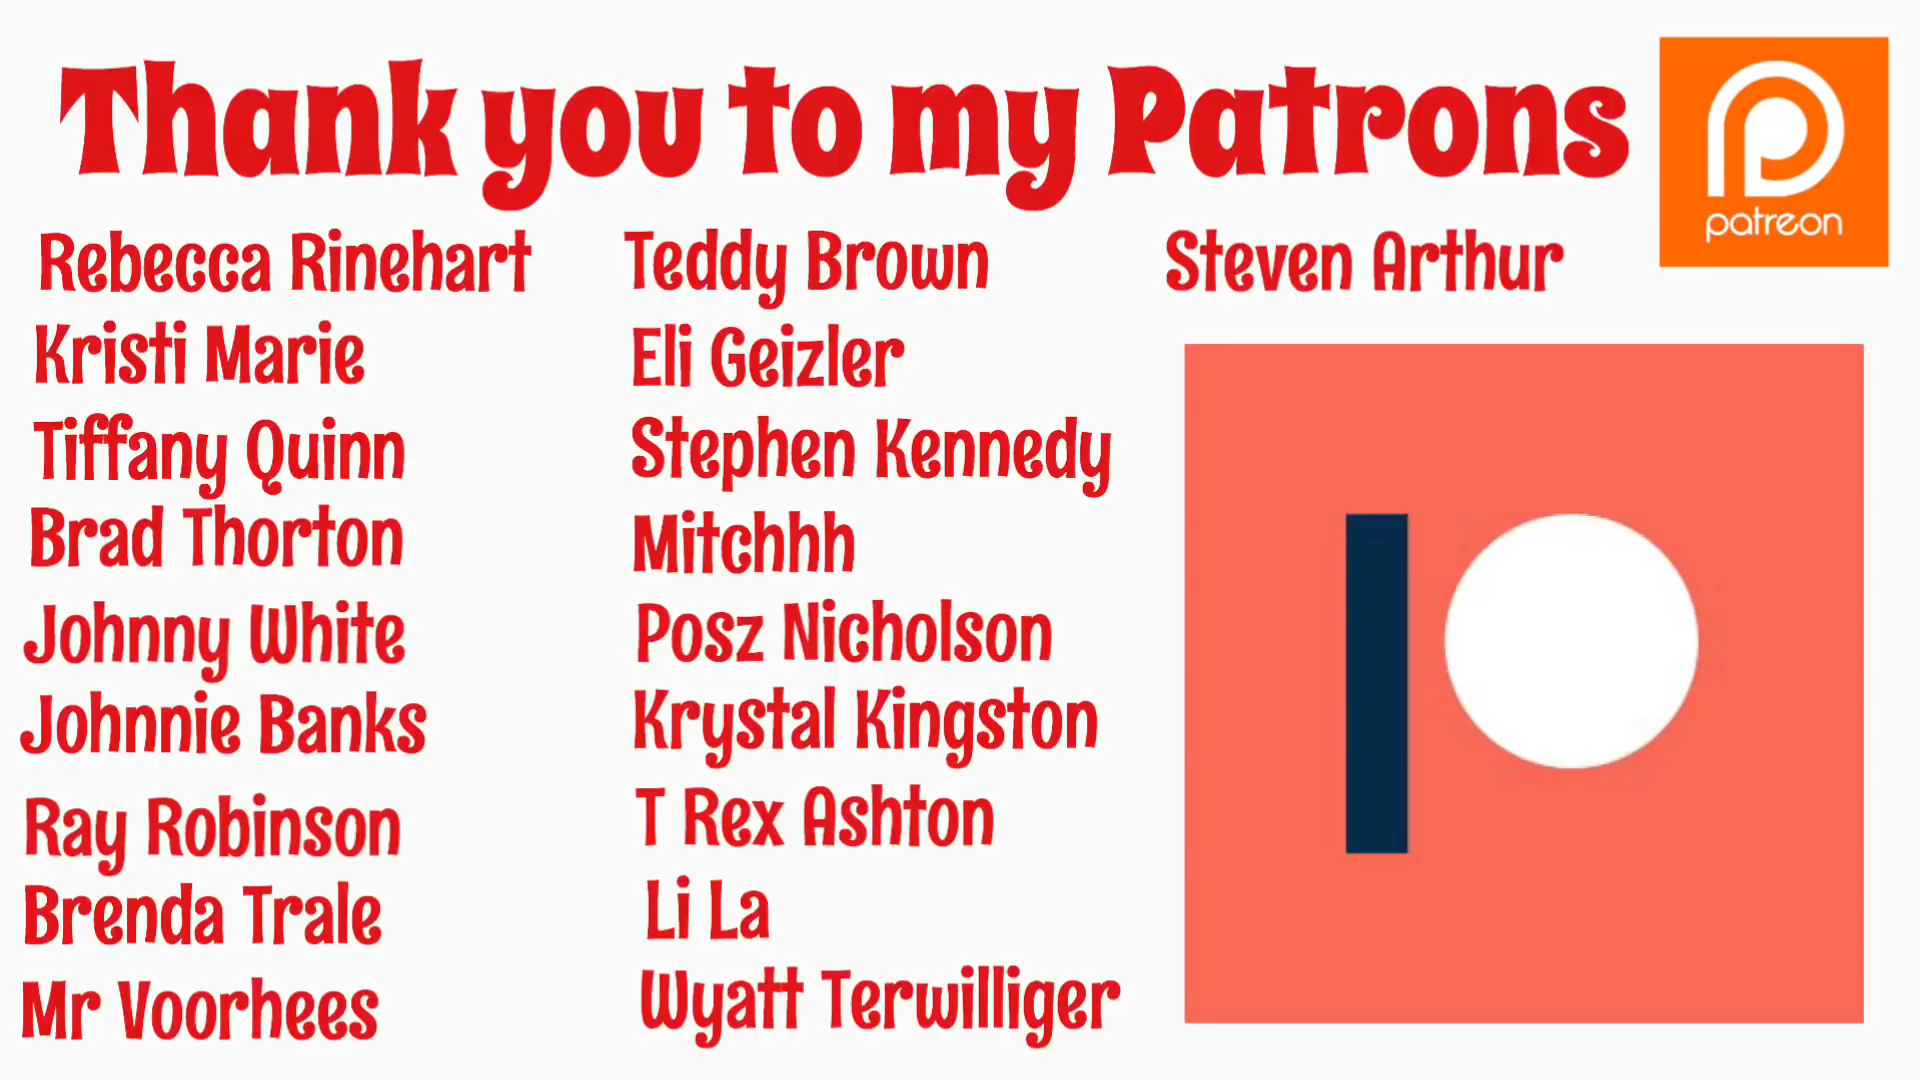 Thank you to my Patrons
patreon
Rebecca Rinehart
Kristi Marie
Tiffany Quinn
Brad Thorton
Johnny White
Johnnie Banks
Ray Robinson
Brenda Trale
Mr Voorhees
Teddy Brown
Eli Geizler
Stephen Kennedy
Mitchhh
Posz Nicholson
Krystal Kingston
T Rex Ashton
Li La
Wyatt Terwilliger
Steven Arthur